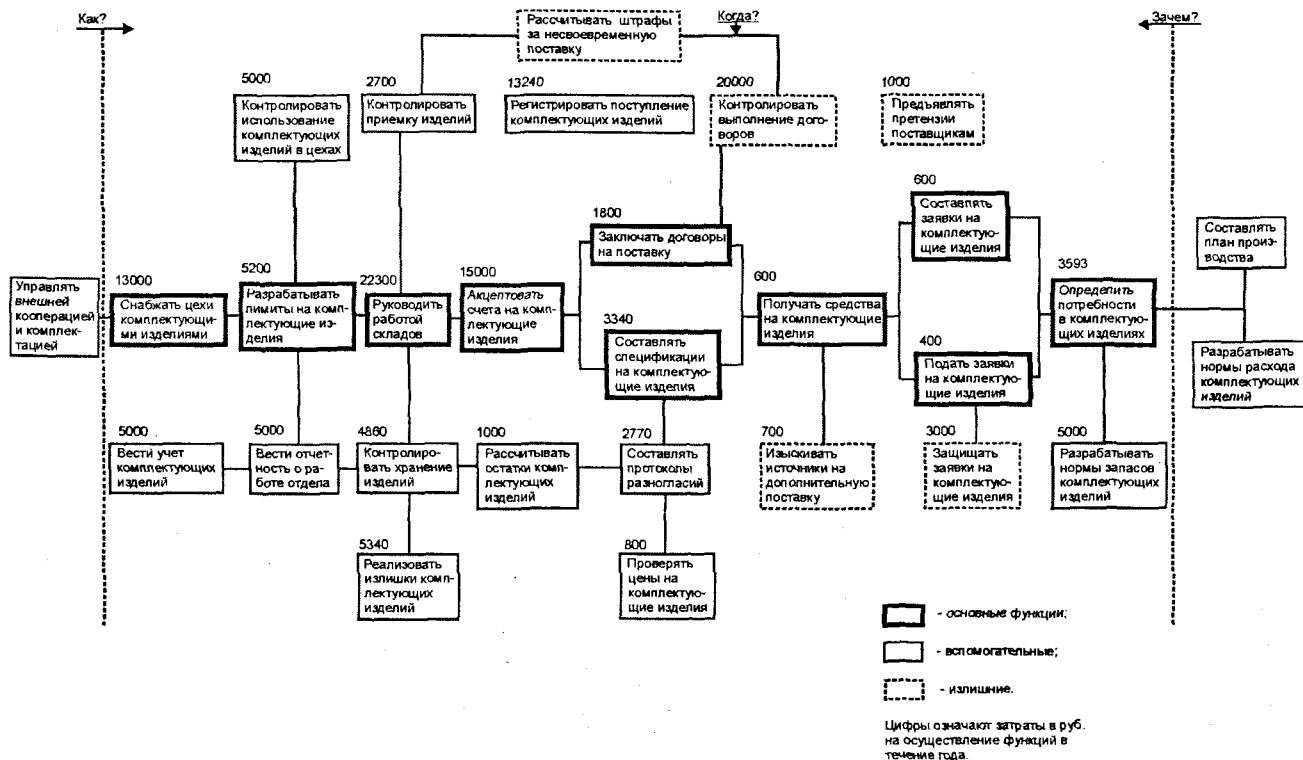 Как?
Рассчитывать штрафы
за несвоевременную
поставку
Когда?
Зачем?
5000
Контролировать
использование
комплектующих
изделий в цехах
2700
Контролировать
приемку изделий
13240
Регистрировать поступление
комплектующих изделий
20000
Контролировать
выполнение дого-
воров
1000
Предъявлять
претензии
поставщикам
Управлять
внешней
кооперацией
и комплек-
тацией
13000
Снабжать цехи
комплектующи-
ми изделиями
5200
Разрабатывать
лимиты на комп-
лектующие из-
делия
22300
Руководить
работой
складов
15000
Акцептовать
счета на комп-
лектующие
изделия
1800
Заключать договоры
на поставку
3340
Составлять
спецификации
на комплектую-
щие изделия
600
Получать средства
на комплектующие
изделия
600
Составлять
заявки на
комплектую-
щие изделия
400
Подать заявки
на комплектую-
щие изделия
3593
Определить
потребности
в комплектую-
щих изделиях
Составлять
план произ-
водства
Разрабатывать
нормы расхода
комплектующих
изделий
5000
Вести учет
комплектующих
изделий
5000
Вести отчет-
ность о ра-
боте отдела
4860
Контролиро-
вать хранение
изделий
1000
Рассчитывать
остатки комп-
лектующих
изделий
2770
Составлять
протоколы
разногласий
700
Изыскивать
источники на
дополнительную
поставку
3000
Защищать
заявки на
комплектую-
щие изделия
5000
Разрабатывать
нормы запасов
комплектующих
изделий
5340
Реализовать
излишки комп-
лектующих
изделий
800
Проверять
цены на
комплектую-
щие изделия
- основные функции;
- вспомогательные;
- излишние.
Цифры означают затраты в руб.
на осуществление функций в
течение года.